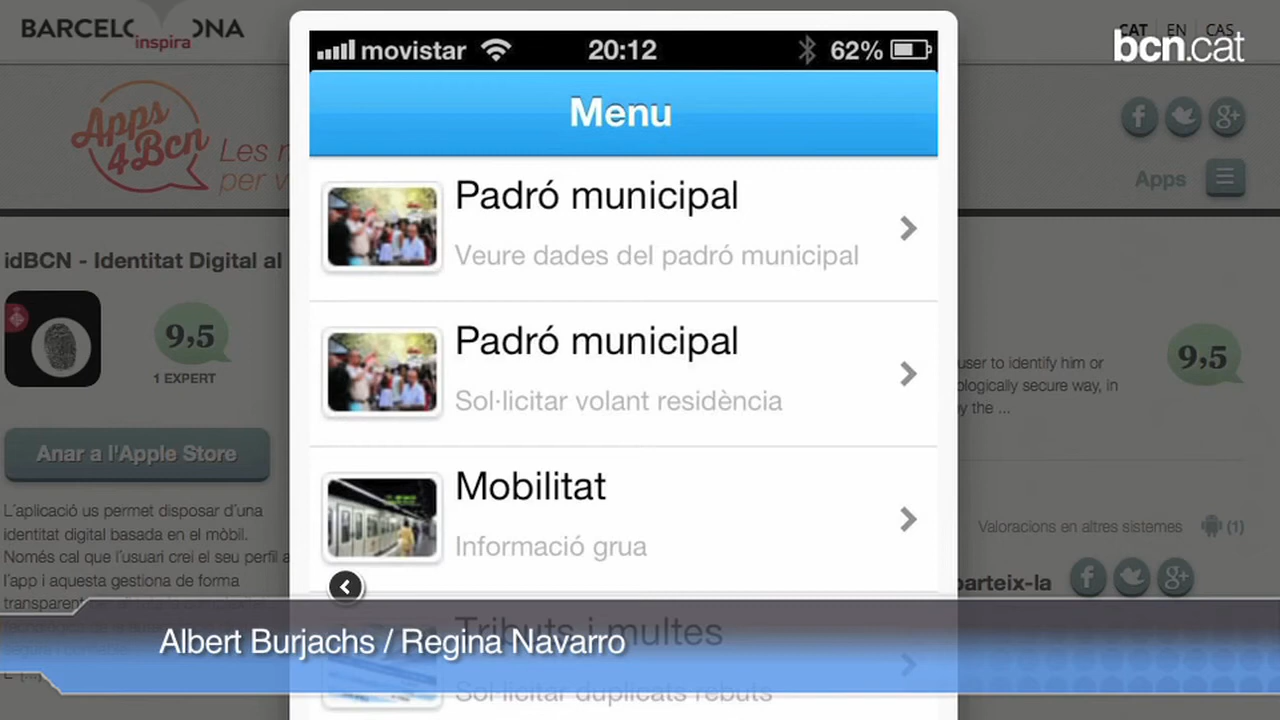 BARCELONA
inspira
CAT EN CAS
bcn.cat
Apps
4Bcn
Les
per v
Apps
movistar 20:12 62%
Menu
Padró municipal
Veure dades del padró municipal
Padró municipal
Sol·licitar volant residència
Mobilitat
Informació grua
Tributs i multes
Sol·licitar duplicats rebuts
idBCN - Identitat Digital al
9,5
1 EXPERT
Anar a l'Apple Store
L'aplicació us permet disposar d'una
identitat digital basada en el mòbil.
Només cal que l'usuari crei el seu perfil a
l'app i aquesta gestiona de forma
user to identify him or
ologically secure way, in
y the ...
9,5
Valoracions en altres sistemes (1)
parteix-la
Albert Burjachs / Regina Navarro